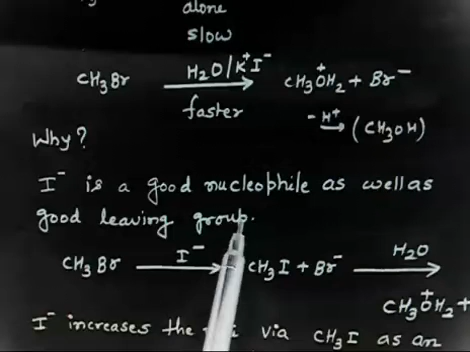 alone
slow
CH₃Br H₂O/K⁺I⁻ faster CH₃O⁺H₂ + Br⁻
-H⁺ → (CH₃OH)
Why?
I⁻ is a good nucleophile as well as
good leaving group.
CH₃Br I⁻ → CH₃I + Br⁻ H₂O →
CH₃O⁺H₂ +
I⁻ increases the via CH₃I as an